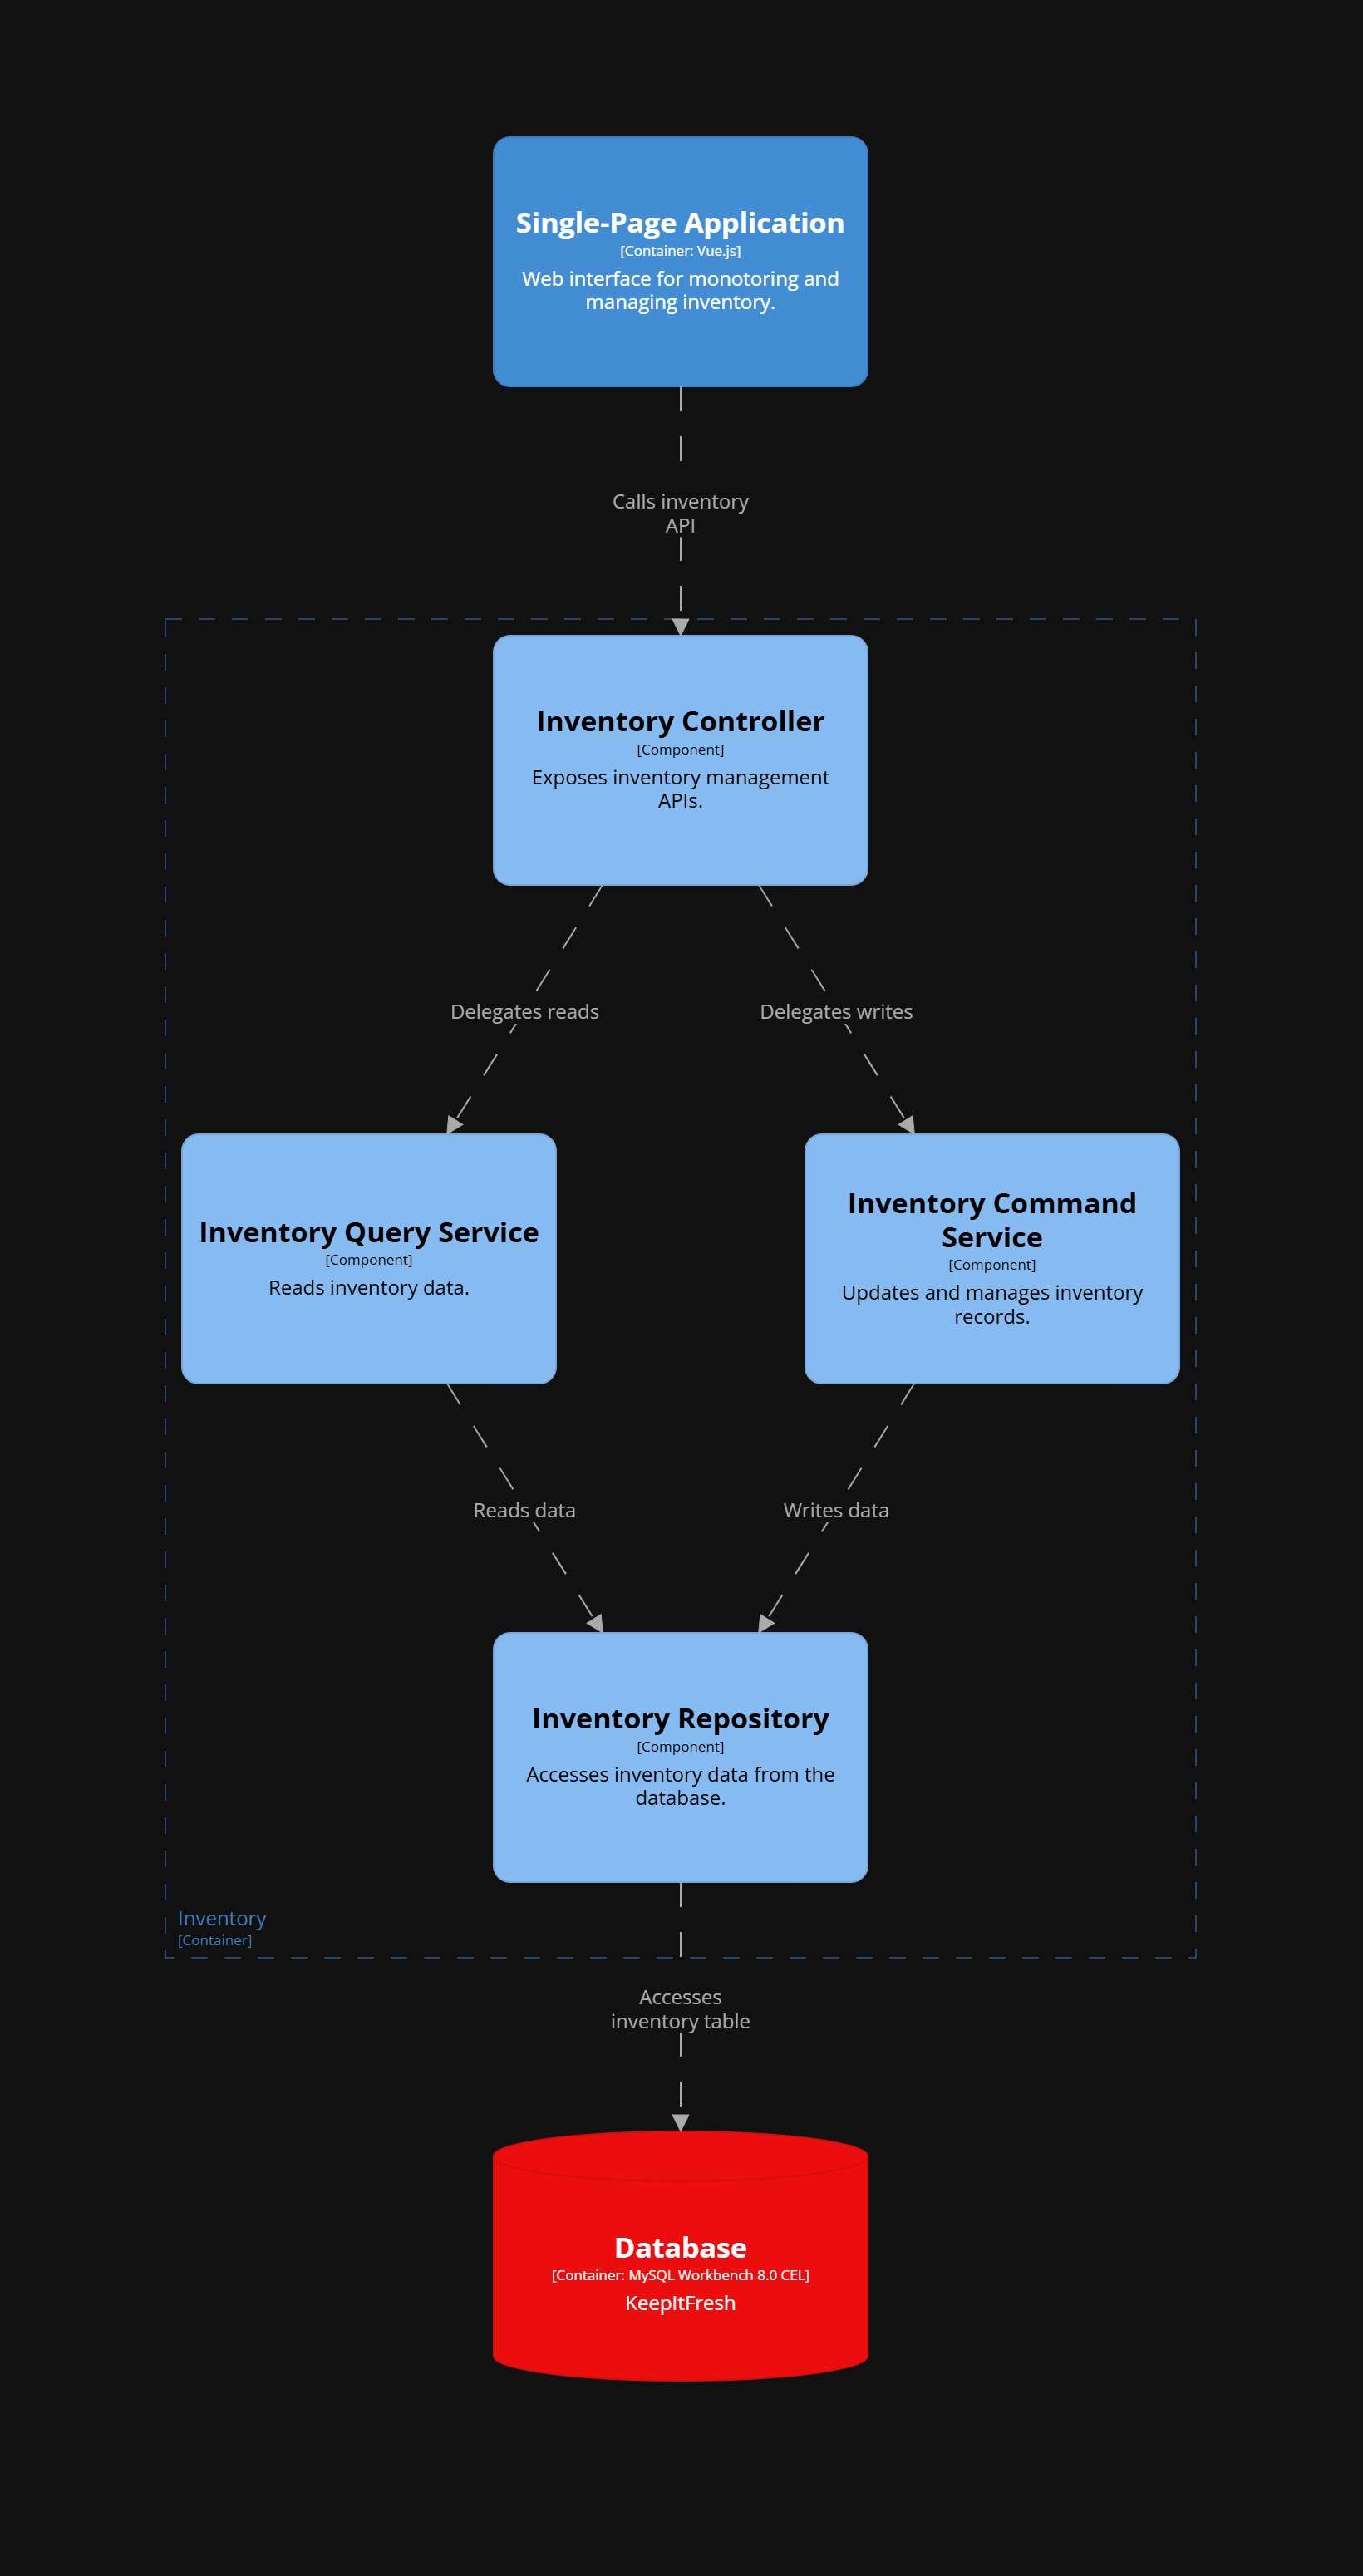 Single-Page Application
[Container: Vue.js]
Web interface for monotoring and
managing inventory.
Calls inventory
API
Inventory Controller
[Component]
Exposes inventory management
APIs.
Delegates reads
Delegates writes
Inventory Query Service
[Component]
Reads inventory data.
Inventory Command
Service
[Component]
Updates and manages inventory
records.
Reads data
Writes data
Inventory Repository
[Component]
Accesses inventory data from the
database.
Inventory
[Container]
Accesses
inventory table
Database
[Container: MySQL Workbench 8.0 CEL]
KeepItFresh